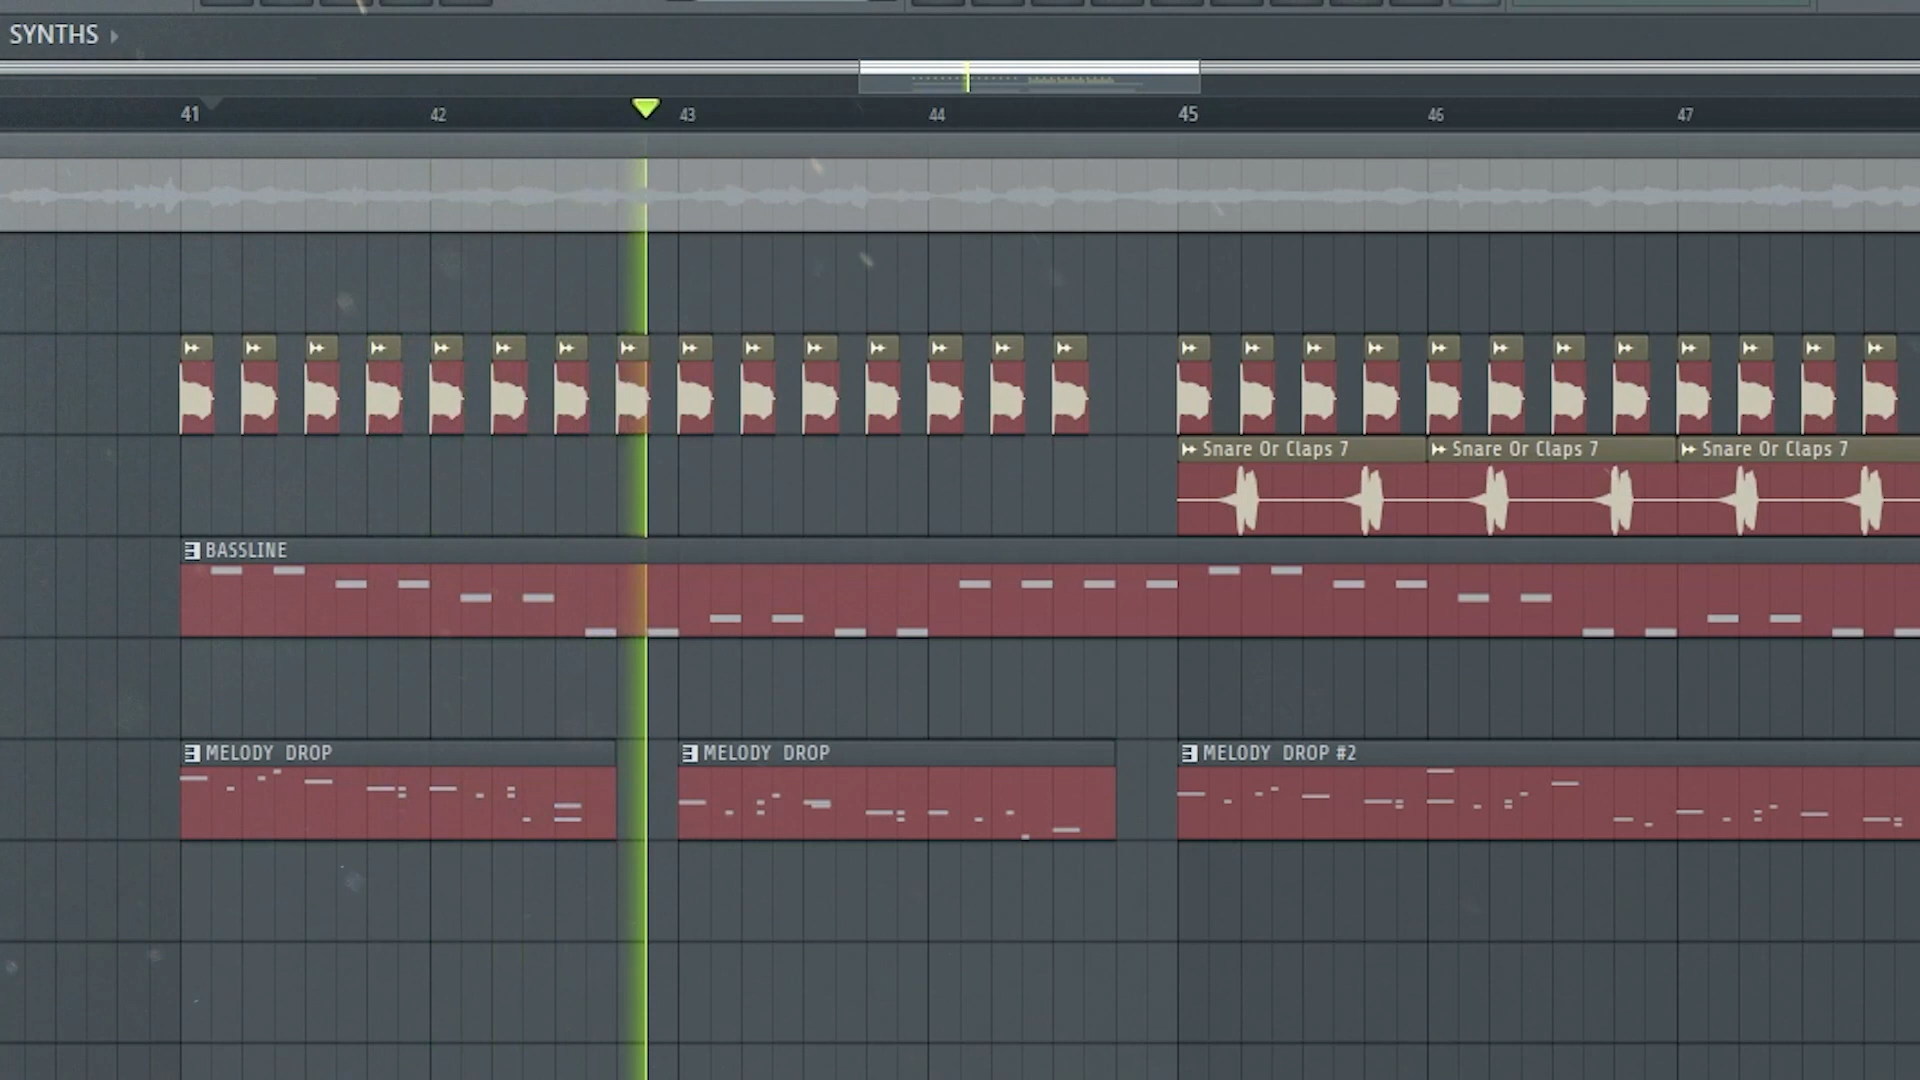 SYNTHS
41 42 43 44 45 46 47
Snare Or Claps 7 Snare Or Claps 7 Snare Or Claps 7
BASSLINE
MELODY DROP MELODY DROP MELODY DROP #2